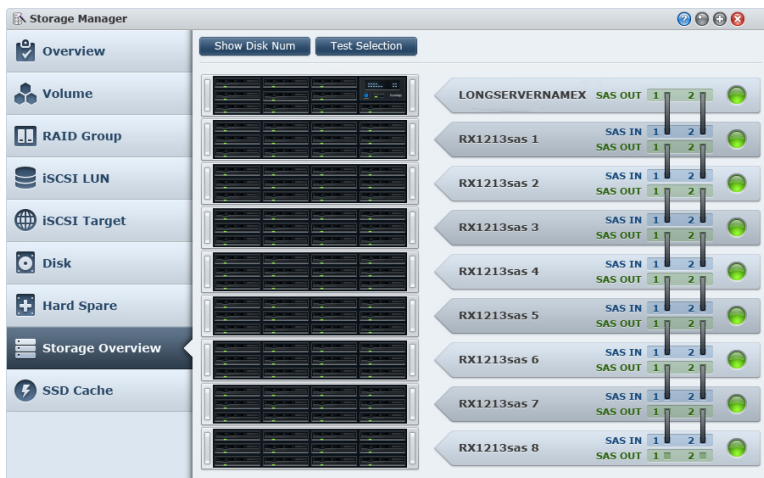 Storage Manager
Overview
Volume
RAID Group
iSCSI LUN
iSCSI Target
Disk
Hard Spare
Storage Overview
SSD Cache
Show Disk Num Test Selection
LONGSERVERNAMEX SAS OUT 1 2
RX1213sas 1 SAS IN 1 2
SAS OUT 1 2
RX1213sas 2 SAS IN 1 2
SAS OUT 1 2
RX1213sas 3 SAS IN 1 2
SAS OUT 1 2
RX1213sas 4 SAS IN 1 2
SAS OUT 1 2
RX1213sas 5 SAS IN 1 2
SAS OUT 1 2
RX1213sas 6 SAS IN 1 2
SAS OUT 1 2
RX1213sas 7 SAS IN 1 2
SAS OUT 1 2
RX1213sas 8 SAS IN 1 2
SAS OUT 1 2